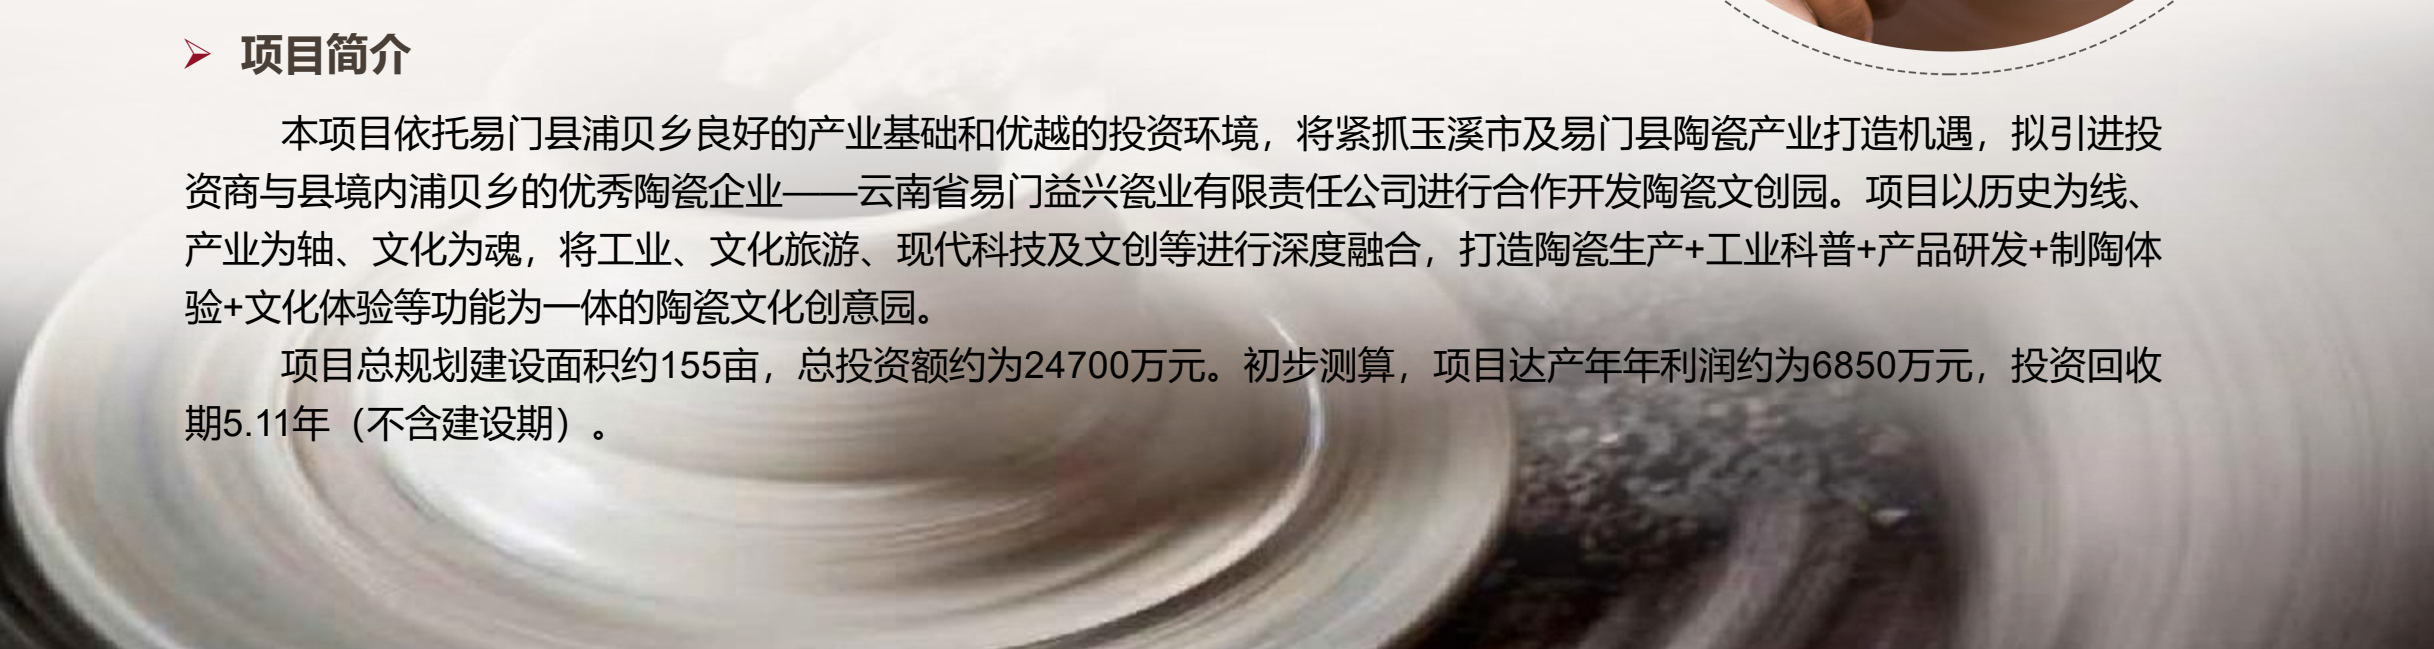 项目简介
本项目依托易门县浦贝乡良好的产业基础和优越的投资环境，将紧抓玉溪市及易门县陶瓷产业打造机遇，拟引进投
资商与县境内浦贝乡的优秀陶瓷企业——云南省易门益兴瓷业有限责任公司进行合作开发陶瓷文创园。项目以历史为线、
产业为轴、文化为魂，将工业、文化旅游、现代科技及文创等进行深度融合，打造陶瓷生产+工业科普+产品研发+制陶体
验+文化体验等功能为一体的陶瓷文化创意园。
项目总规划建设面积约155亩，总投资额约为24700万元。初步测算，项目达产年年利润约为6850万元，投资回收
期5.11年（不含建设期）。